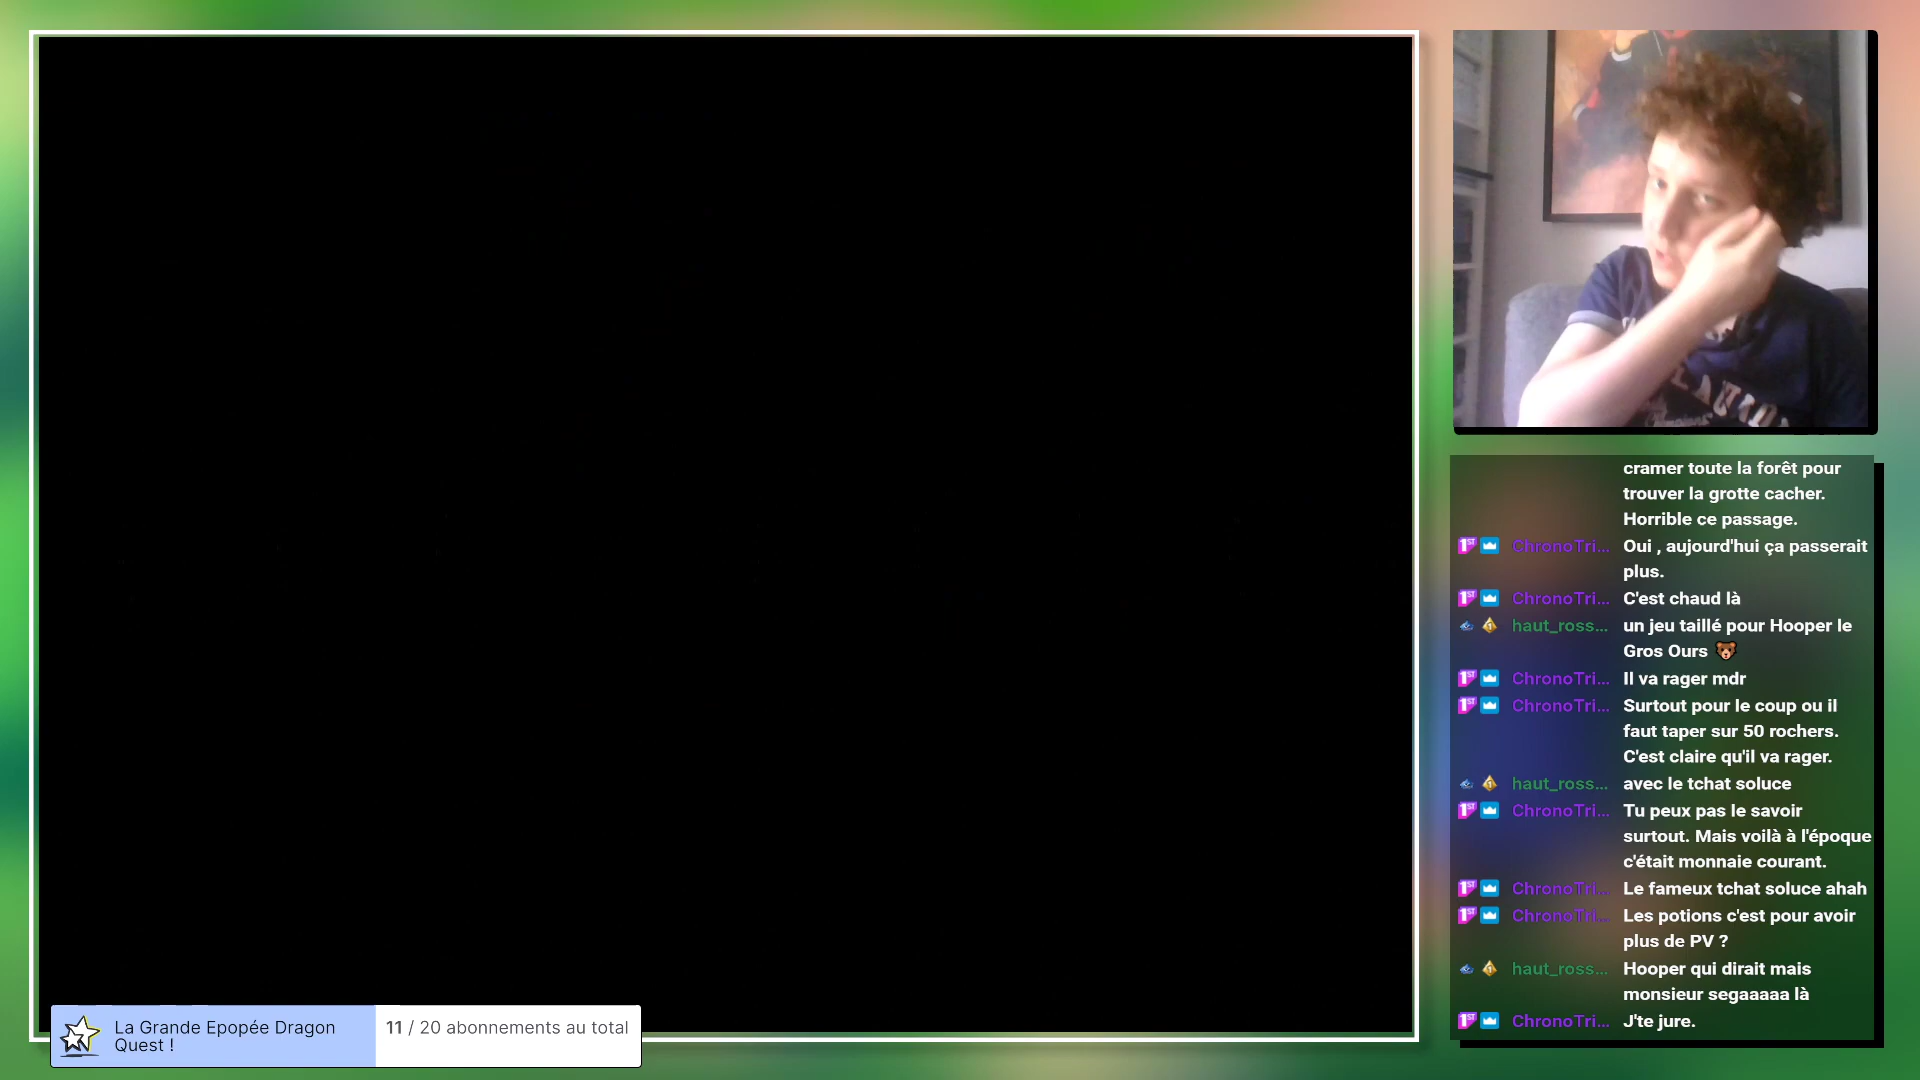 cramer toute la forêt pour
trouver la grotte cacher.
Horrible ce passage.
ChronoTri... Oui , aujourd'hui ça passerait
plus.
ChronoTri... C'est chaud là
haut_ross... un jeu taillé pour Hooper le
Gros Ours 🐻
ChronoTri... Il va rager mdr
ChronoTri... Surtout pour le coup ou il
faut taper sur 50 rochers.
C'est claire qu'il va rager.
haut_ross... avec le tchat soluce
ChronoTri... Tu peux pas le savoir
surtout. Mais voilà à l'époque
c'était monnaie courant.
ChronoTri... Le fameux tchat soluce ahah
ChronoTri... Les potions c'est pour avoir
plus de PV ?
haut_ross... Hooper qui dirait mais
monsieur segaaaaa là
ChronoTri... J'te jure.
La Grande Epopée Dragon
Quest !
11 / 20 abonnements au total